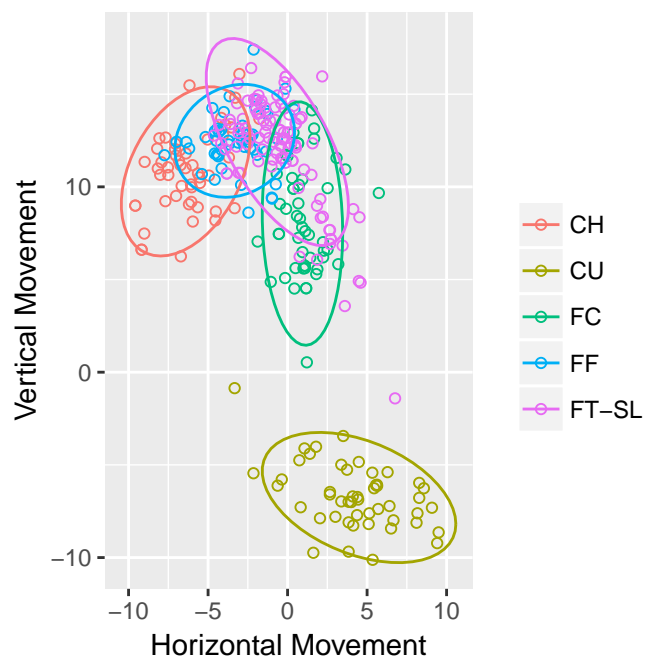 Vertical Movement
10
0
−10
−10
−5
0
5
10
Horizontal Movement
CH
CU
FC
FF
FT−SL